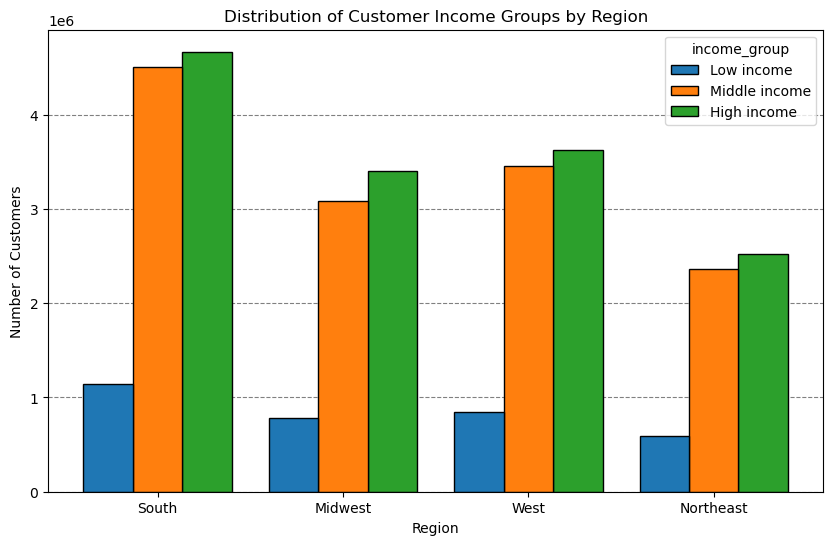 Distribution of Customer Income Groups by Region
1e6
income_group
Low income
Middle income
High income
4
3
2
1
0
Number of Customers
South Midwest West Northeast
Region